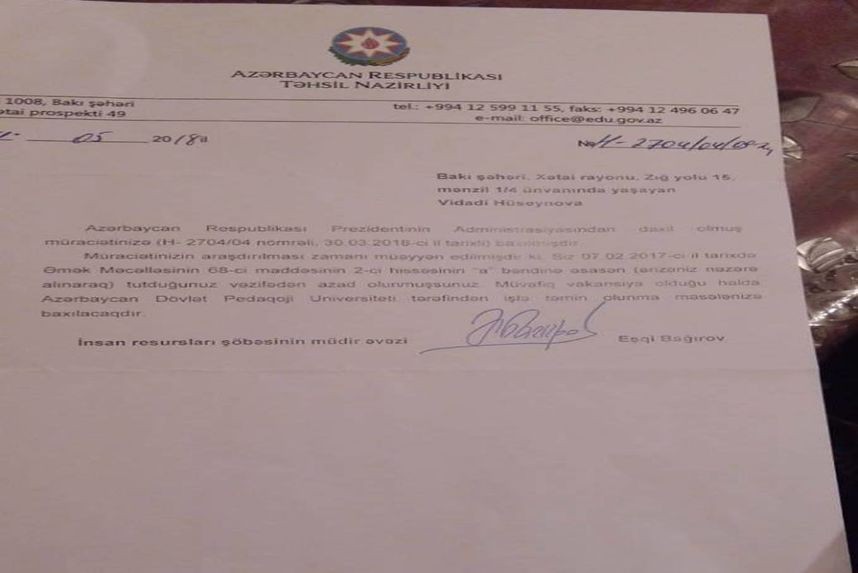 AZƏRBAYCAN RESPUBLİKASI
TƏHSİL NAZİRLİYİ
1008, Bakı şəhəri
ətai prospekti 49
tel.: +994 12 599 11 55, faks: +994 12 496 06 47
e-mail: office@edu.gov.az
05 2018
№ H-2704/04/
Bakı şəhəri, Xətai rayonu, Zığ yolu 15,
mənzil 1/4 ünvanında yaşayan
Vidadi Hüseynova
Azərbaycan Respublikası Prezidentinin Administrasiyasından daxil olmuş
müraciətinizə (H- 2704/04 nömrəli, 30.03.2018-ci il tarixli) baxılmışdır.
Müraciətinizin araşdırılması zamanı müəyyən edilmişdir ki, Siz 07.02.2017-ci il tarixdə
Əmək Məcəlləsinin 68-ci maddəsinin 2-ci hissəsinin "a" bəndinə əsasən (ərizəniz nəzərə
alınaraq) tutduğunuz vəzifədən azad olunmuşsunuz. Müvafiq vakansiya olduğu halda
Azərbaycan Dövlət Pedaqoji Universiteti tərəfindən işlə təmin olunma məsələnizə
baxılacaqdır.
İnsan resursları şöbəsinin müdir əvəzi Eşqi Bağırov